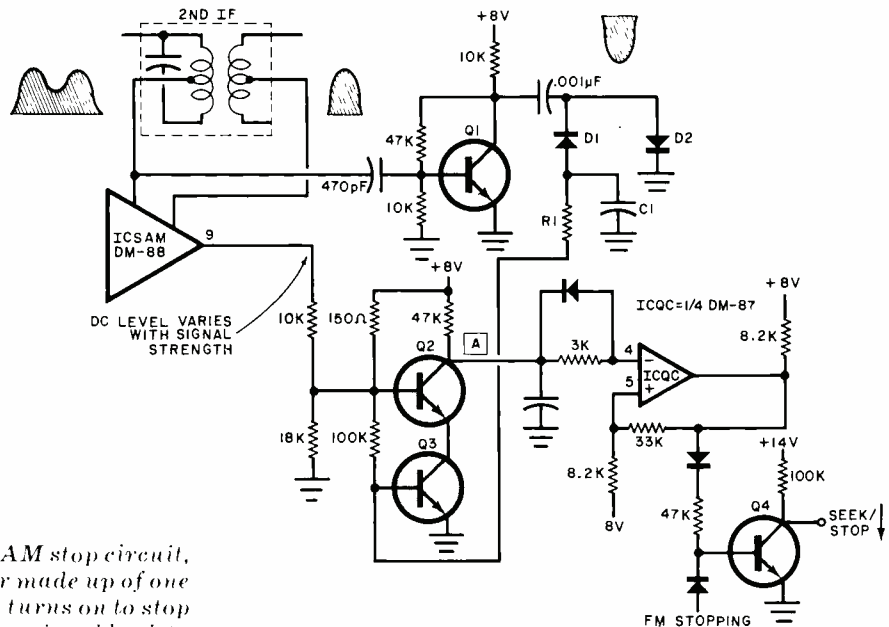 2ND IF
+8V
10K
.001µF
47K
Q1
D1
D2
470pF
10K
R1
C1
ICSAM
DM-88
9
+8V
DC LEVEL VARIES
WITH SIGNAL
STRENGTH
10K
150Ω
47K
A
ICQC=1/4 DM-87
+8V
8.2K
Q2
3K
4
-
ICQC
5
+
18K
100K
33K
+14V
Q3
8.2K
100K
47K
Q4
SEEK/
STOP
8V
FM STOPPING
AM stop circuit,
r made up of one
turns on to stop